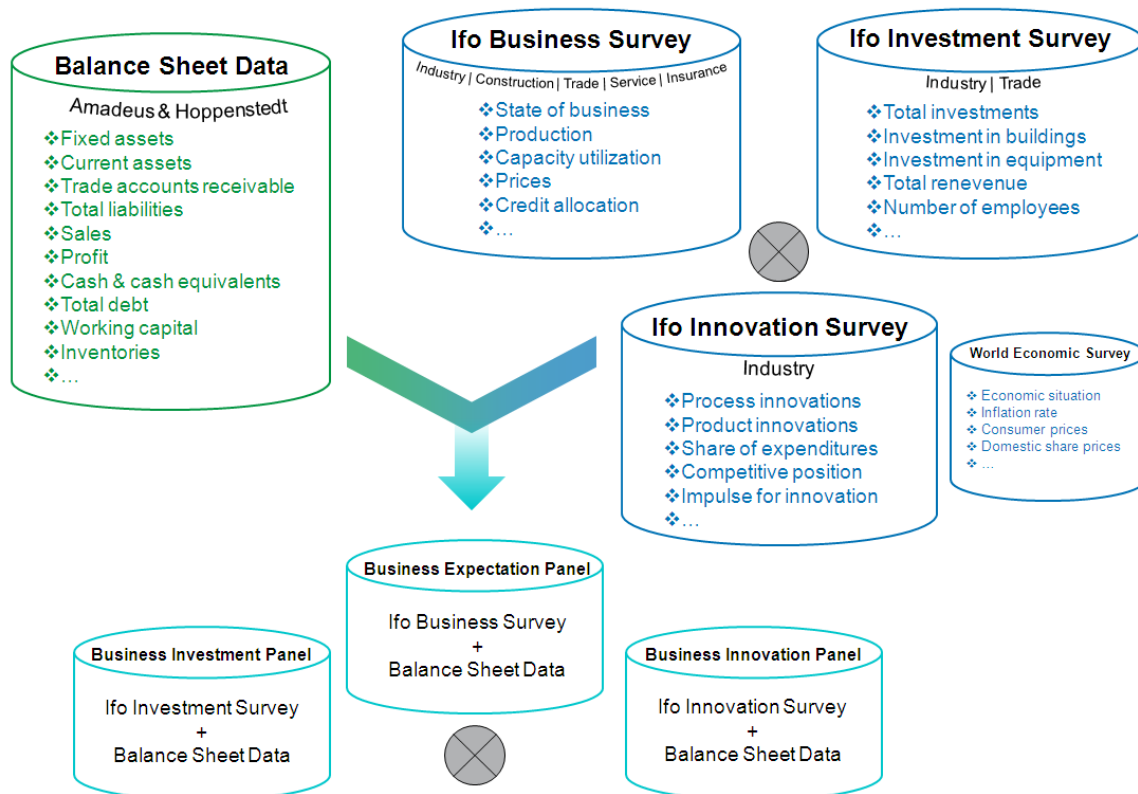 Balance Sheet Data
Amadeus & Hoppenstedt
❖Fixed assets
❖Current assets
❖Trade accounts receivable
❖Total liabilities
❖Sales
❖Profit
❖Cash & cash equivalents
❖Total debt
❖Working capital
❖Inventories
❖…
Ifo Business Survey
Industry | Construction | Trade | Service | Insurance
❖State of business
❖Production
❖Capacity utilization
❖Prices
❖Credit allocation
❖…
Ifo Investment Survey
Industry | Trade
❖Total investments
❖Investment in buildings
❖Investment in equipment
❖Total renevenue
❖Number of employees
❖…
Ifo Innovation Survey
Industry
❖Process innovations
❖Product innovations
❖Share of expenditures
❖Competitive position
❖Impulse for innovation
❖…
World Economic Survey
❖ Economic situation
❖ Inflation rate
❖ Consumer prices
❖ Domestic share prices
❖ …
Business Expectation Panel
Ifo Business Survey
+
Balance Sheet Data
Business Investment Panel
Ifo Investment Survey
+
Balance Sheet Data
Business Innovation Panel
Ifo Innovation Survey
+
Balance Sheet Data